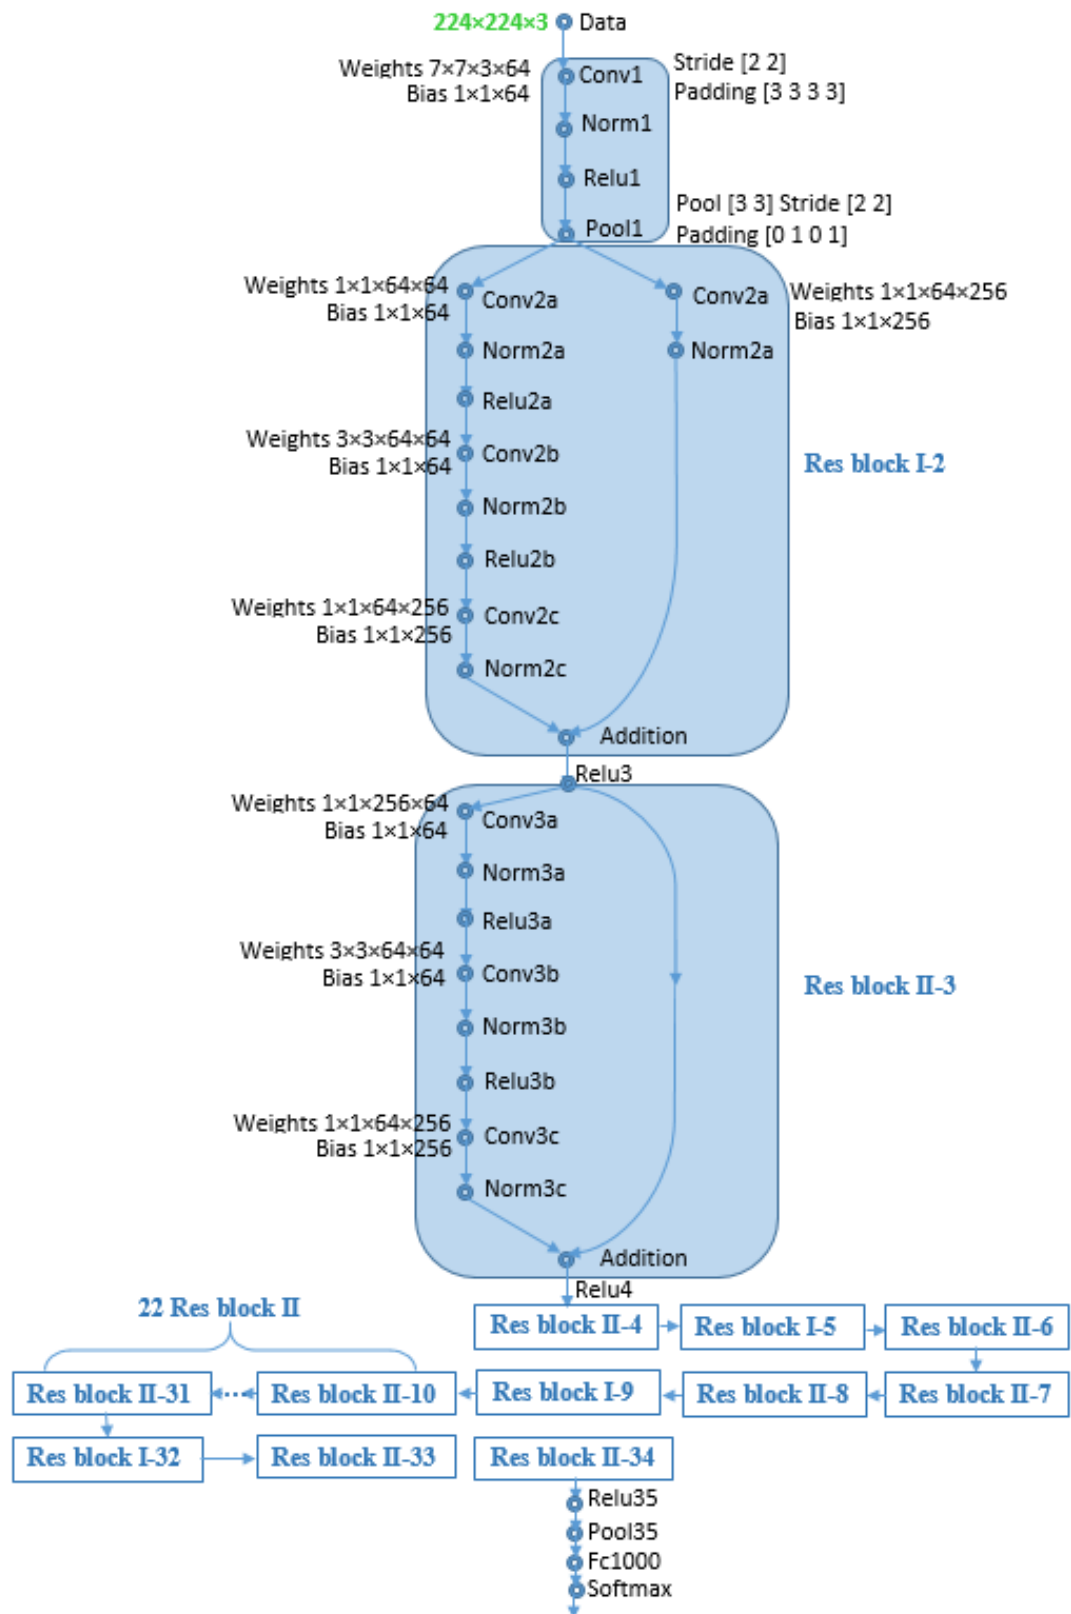 224×224×3 Data
Weights 7×7×3×64
Bias 1×1×64
Conv1
Stride [2 2]
Padding [3 3 3 3]
Norm1
Relu1
Pool1
Pool [3 3] Stride [2 2]
Padding [0 1 0 1]
Weights 1×1×64×64
Bias 1×1×64
Conv2a
Conv2a
Weights 1×1×64×256
Bias 1×1×256
Norm2a
Norm2a
Relu2a
Weights 3×3×64×64
Bias 1×1×64
Conv2b
Res block I-2
Norm2b
Relu2b
Weights 1×1×64×256
Bias 1×1×256
Conv2c
Norm2c
Addition
Relu3
Weights 1×1×256×64
Bias 1×1×64
Conv3a
Norm3a
Relu3a
Weights 3×3×64×64
Bias 1×1×64
Conv3b
Res block II-3
Norm3b
Relu3b
Weights 1×1×64×256
Bias 1×1×256
Conv3c
Norm3c
Addition
Relu4
22 Res block II
Res block II-4
Res block I-5
Res block II-6
Res block II-31
Res block II-10
Res block I-9
Res block II-8
Res block II-7
Res block I-32
Res block II-33
Res block II-34
Relu35
Pool35
Fc1000
Softmax